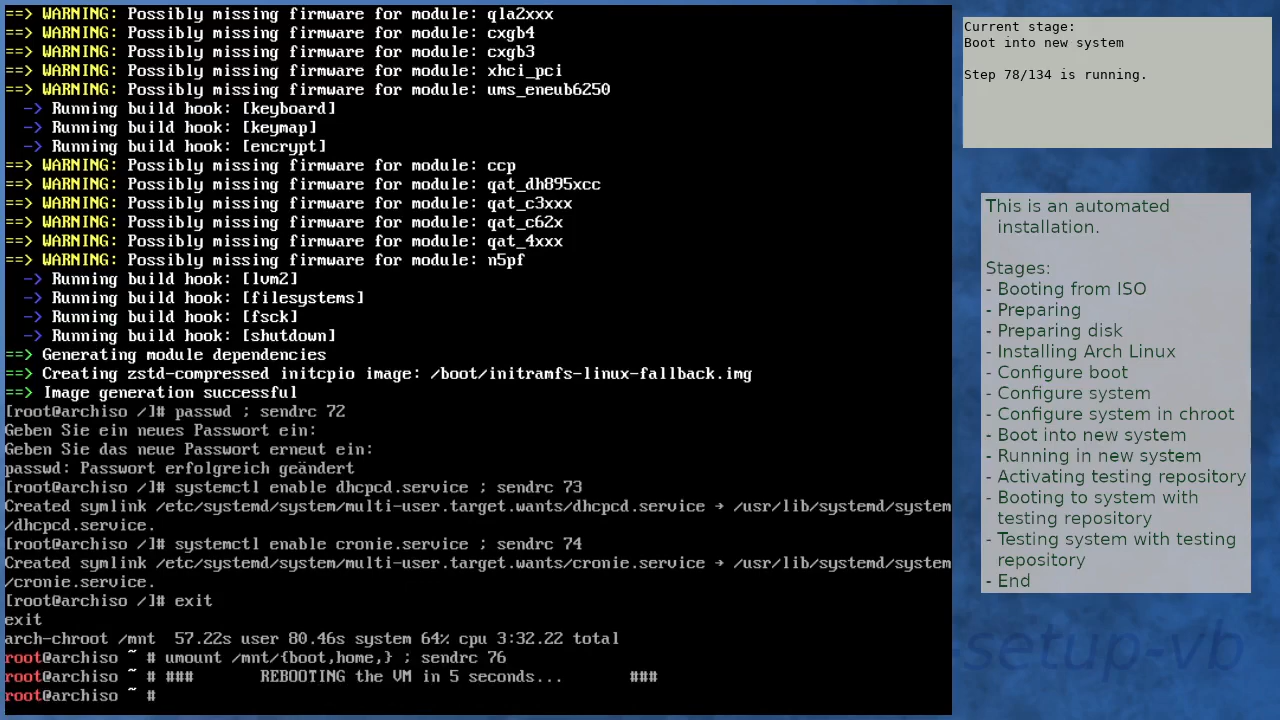 ==> WARNING: Possibly missing firmware for module: qla2xxx
==> WARNING: Possibly missing firmware for module: cxgb4
==> WARNING: Possibly missing firmware for module: cxgb3
==> WARNING: Possibly missing firmware for module: xhci_pci
==> WARNING: Possibly missing firmware for module: ums_eneub6250
-> Running build hook: [keyboard]
-> Running build hook: [keymap]
-> Running build hook: [encrypt]
==> WARNING: Possibly missing firmware for module: ccp
==> WARNING: Possibly missing firmware for module: qat_dh895xcc
==> WARNING: Possibly missing firmware for module: qat_c3xxx
==> WARNING: Possibly missing firmware for module: qat_c62x
==> WARNING: Possibly missing firmware for module: qat_4xxx
==> WARNING: Possibly missing firmware for module: n5pf
-> Running build hook: [lvm2]
-> Running build hook: [filesystems]
-> Running build hook: [fsck]
-> Running build hook: [shutdown]
==> Generating module dependencies
==> Creating zstd-compressed initcpio image: /boot/initramfs-linux-fallback.img
==> Image generation successful
[root@archiso /]# passwd ; sendrc 72
Geben Sie ein neues Passwort ein:
Geben Sie das neue Passwort erneut ein:
passwd: Passwort erfolgreich geändert
[root@archiso /]# systemctl enable dhcpcd.service ; sendrc 73
Created symlink /etc/systemd/system/multi-user.target.wants/dhcpcd.service → /usr/lib/systemd/system
/dhcpcd.service.
[root@archiso /]# systemctl enable cronie.service ; sendrc 74
Created symlink /etc/systemd/system/multi-user.target.wants/cronie.service → /usr/lib/systemd/system
/cronie.service.
[root@archiso /]# exit
exit
arch-chroot /mnt  57.22s user 80.46s system 64% cpu 3:32.22 total
root@archiso ~ # umount /mnt/{boot,home,} ; sendrc 76
root@archiso ~ # ###       REBOOTING the VM in 5 seconds...       ###
root@archiso ~ #
Current stage:
Boot into new system
Step 78/134 is running.
This is an automated
installation.
Stages:
- Booting from ISO
- Preparing
- Preparing disk
- Installing Arch Linux
- Configure boot
- Configure system
- Configure system in chroot
- Boot into new system
- Running in new system
- Activating testing repository
- Booting to system with
testing repository
- Testing system with testing
repository
- End
-setup-vb